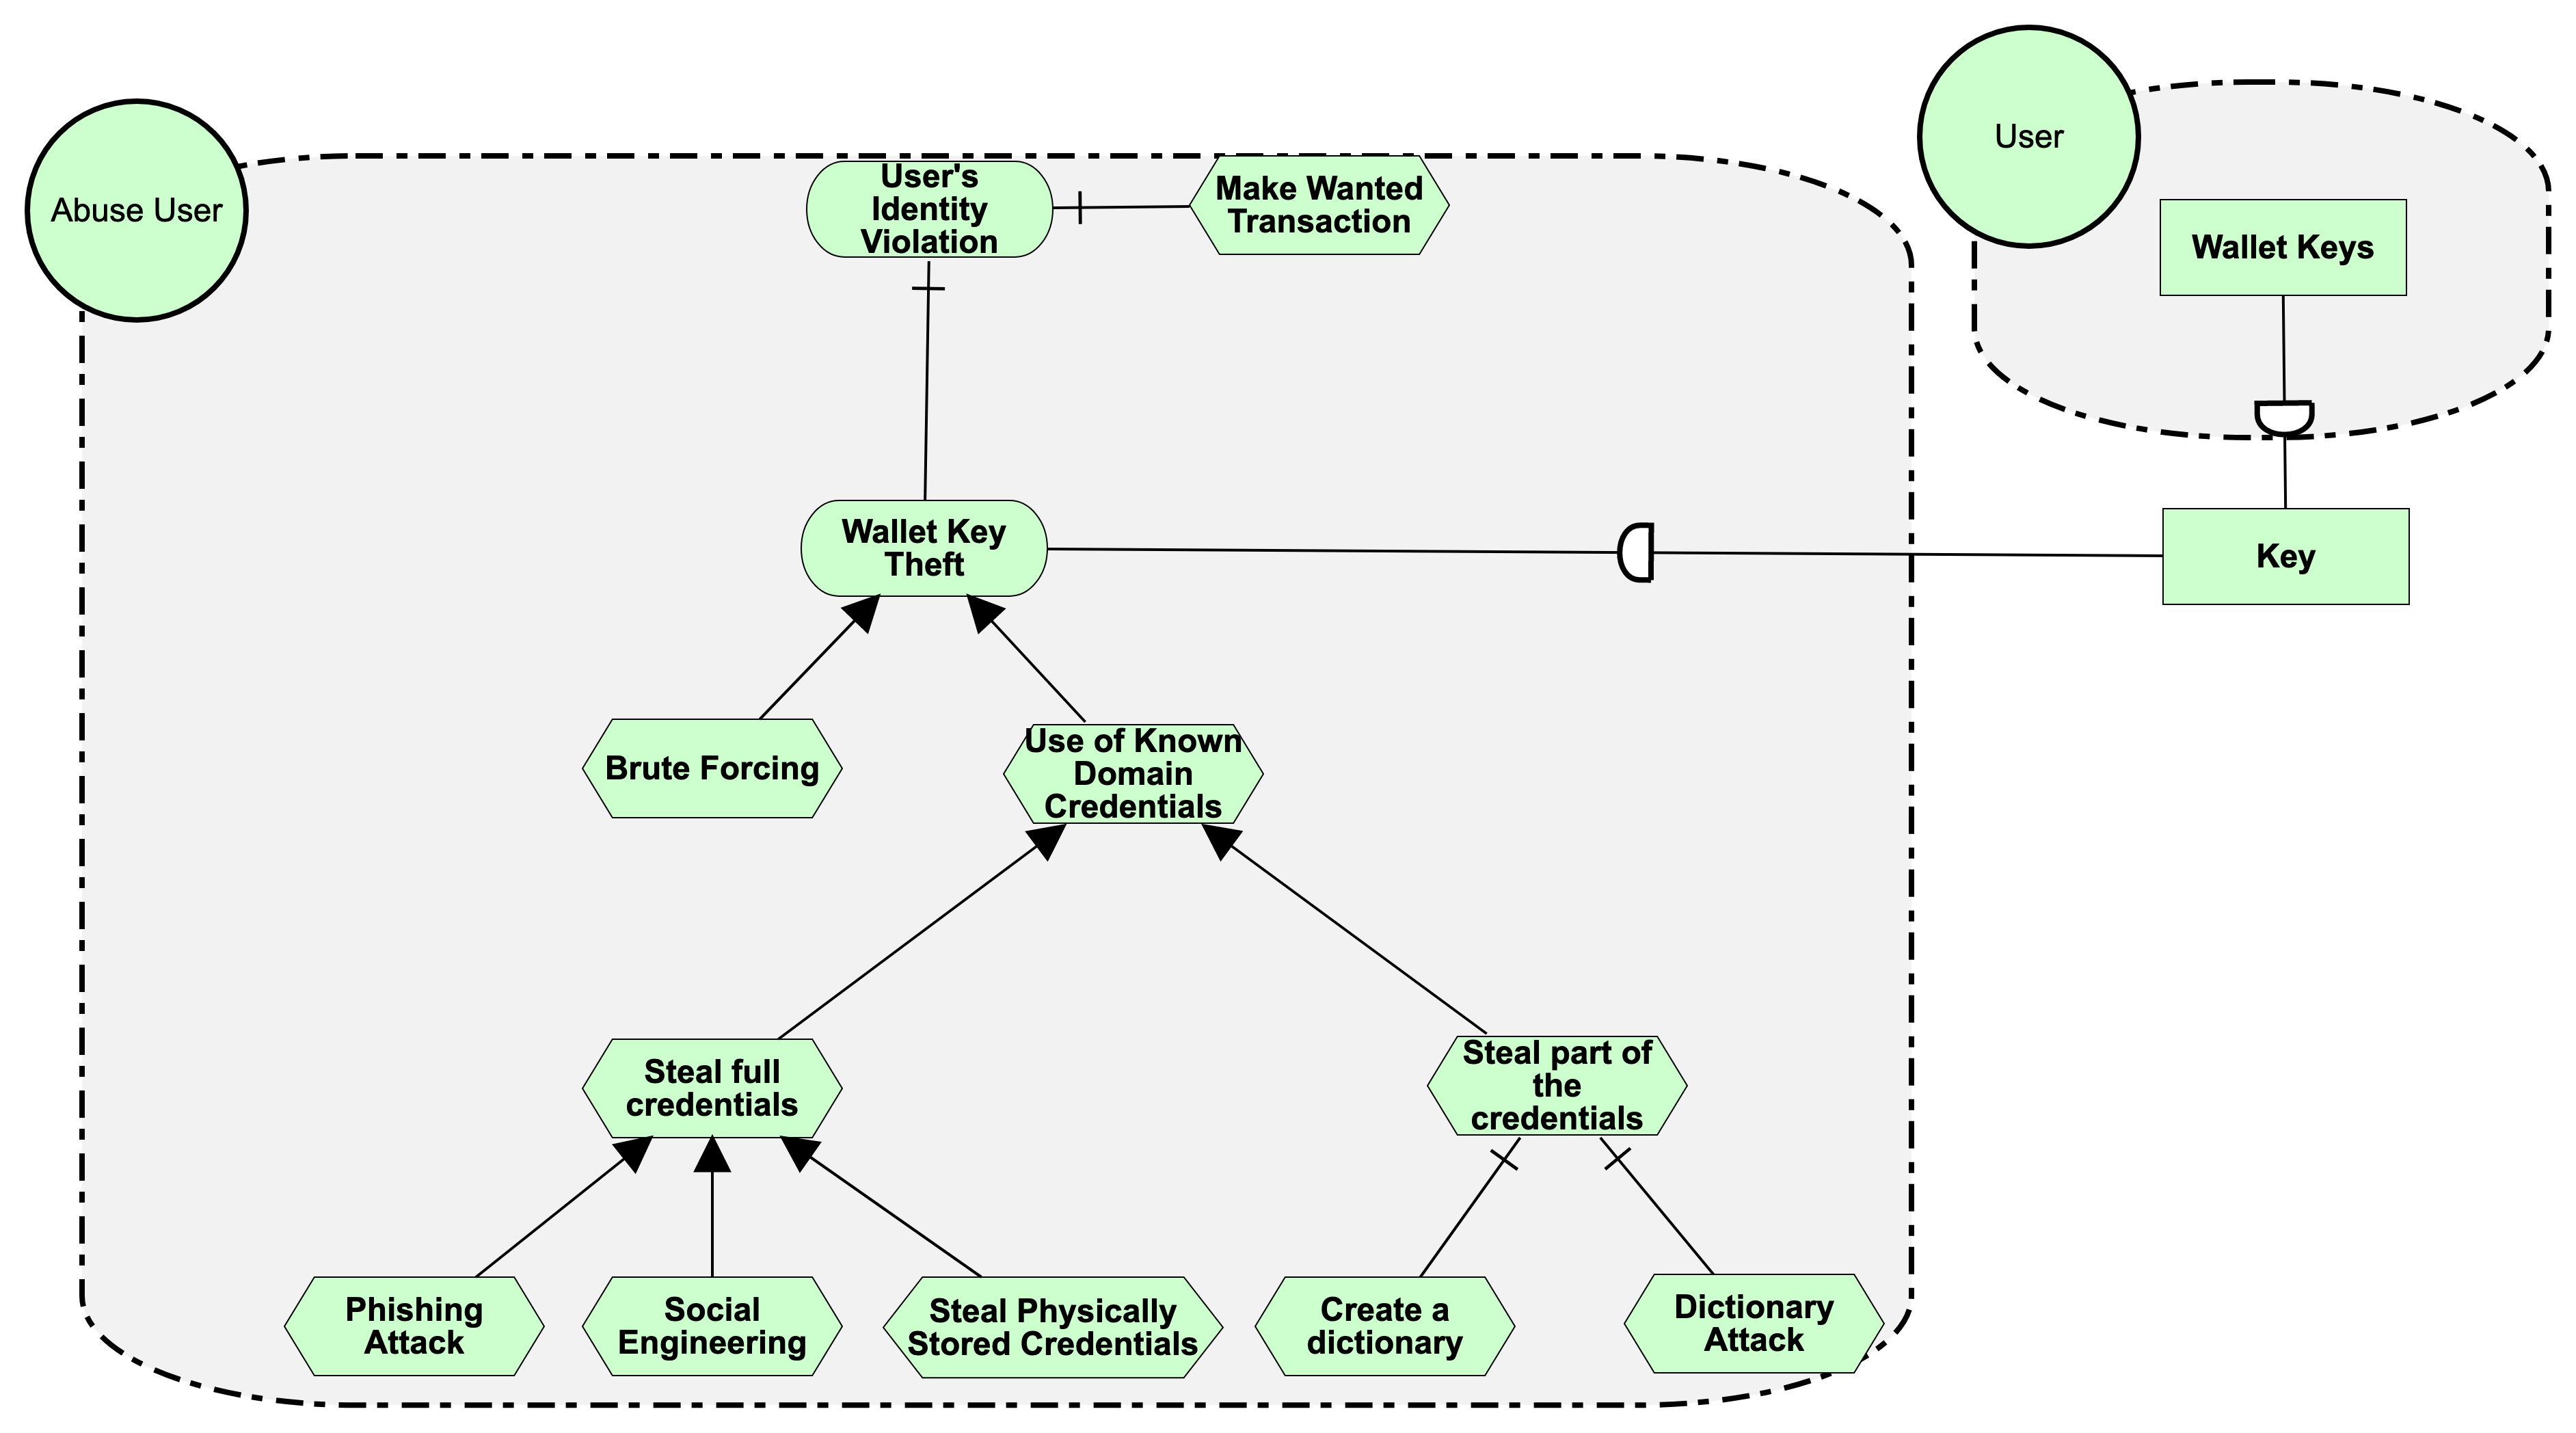 User
Abuse User
User's
Identity
Violation
Make Wanted
Transaction
Wallet Keys
Wallet Key
Theft
Key
Brute Forcing
Use of Known
Domain
Credentials
Steal full
credentials
Steal part of
the
credentials
Phishing
Attack
Social
Engineering
Steal Physically
Stored Credentials
Create a
dictionary
Dictionary
Attack